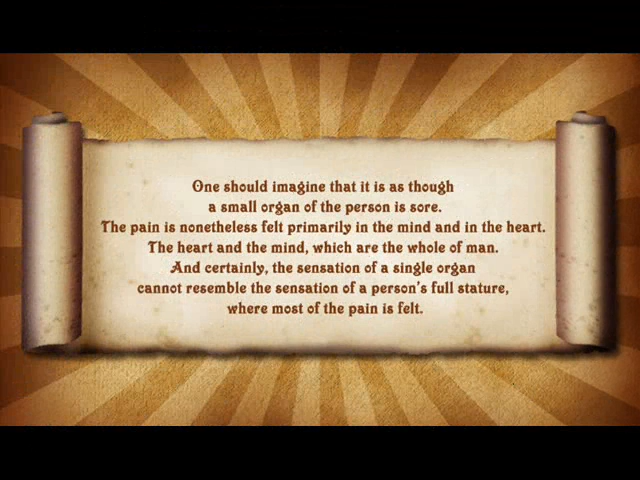 One should imagine that it is as though
a small organ of the person is sore.
The pain is nonetheless felt primarily in the mind and in the heart.
The heart and the mind, which are the whole of man.
And certainly, the sensation of a single organ
cannot resemble the sensation of a person's full stature,
where most of the pain is felt.